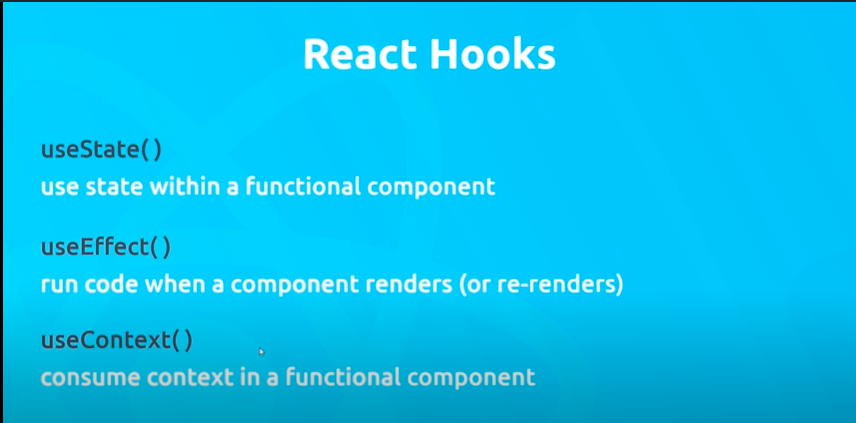 React Hooks
useState( )
use state within a functional component
useEffect( )
run code when a component renders (or re-renders)
useContext( )
consume context in a functional component